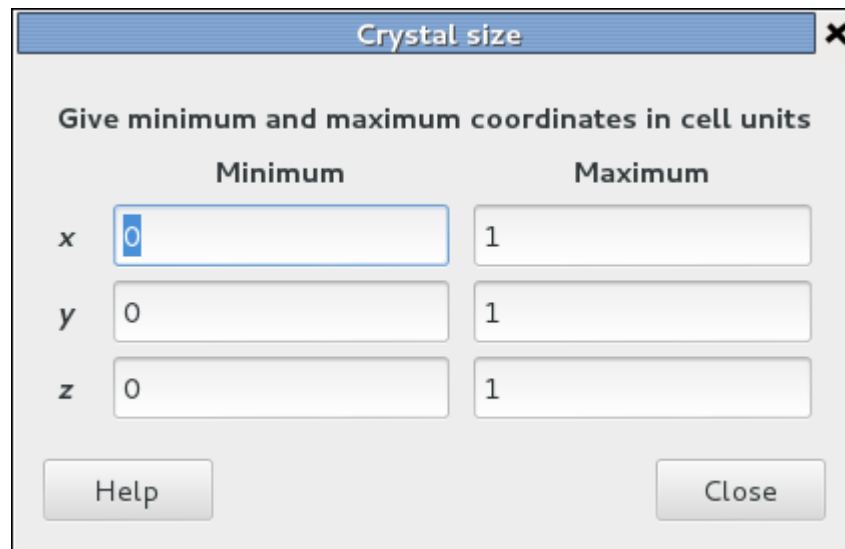 Crystal size
Give minimum and maximum coordinates in cell units
Minimum Maximum
x 0 1
y 0 1
z 0 1
Help Close